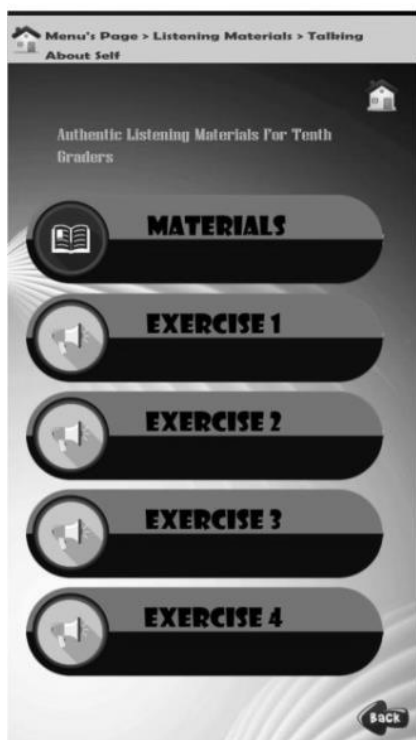 Menu's Page > Listening Materials > Talking
About Self
Authentic Listening Materials For Tenth
Graders
MATERIALS
EXERCISE 1
EXERCISE 2
EXERCISE 3
EXERCISE 4
Back